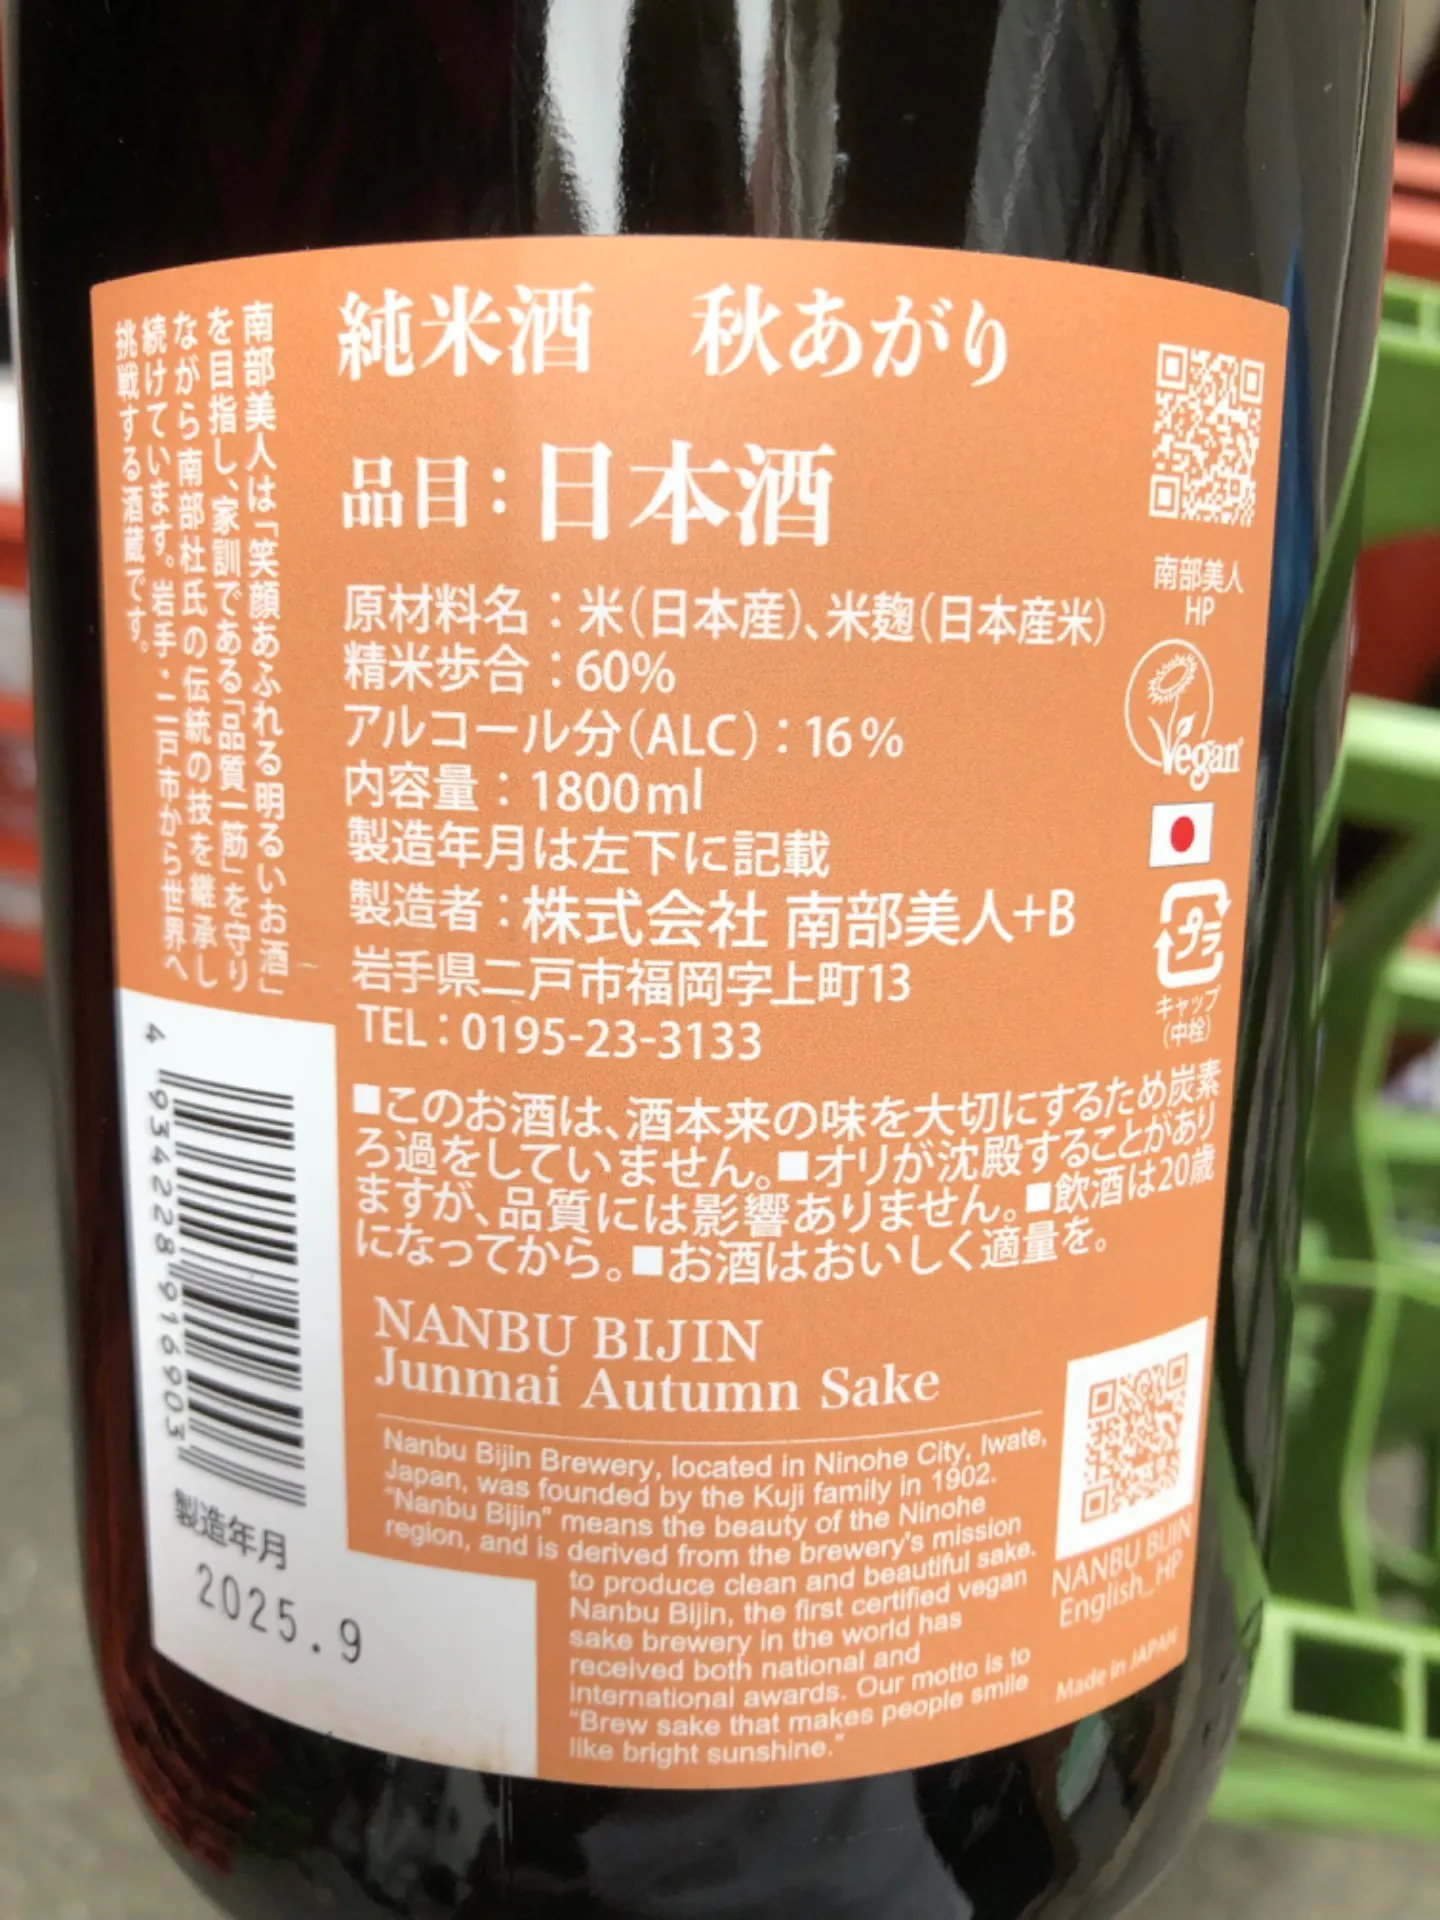 純米酒　秋あがり
品目：日本酒
原材料名：米（日本産）、米麹（日本産米）
精米歩合：60%
アルコール分（ALC）：16％
内容量：1800ml
製造年月は左下に記載
製造者：株式会社 南部美人+B
岩手県二戸市福岡字上町13
TEL：0195-23-3133
■このお酒は、酒本来の味を大切にするため炭素
ろ過をしていません。■オリが沈殿することがあり
ますが、品質には影響ありません。■飲酒は20歳
になってから。■お酒はおいしく適量を。
南部美人は「笑顔あふれる明るいお酒」
を目指し、家訓である「品質一筋」を守り
ながら南部杜氏の伝統の技を継承し
続けています。岩手・二戸市から世界へ
挑戦する酒蔵です。
南部美人
HP
Vegan
プラ
キャップ
（中栓）
4934228916903
製造年月
2025.9
NANBU BIJIN
Junmai Autumn Sake
Nanbu Bijin Brewery, located in Ninohe City, Iwate,
Japan, was founded by the Kuji family in 1902.
“Nanbu Bijin” means the beauty of the Ninohe
region, and is derived from the brewery's mission
to produce clean and beautiful sake.
Nanbu Bijin, the first certified vegan
sake brewery in the world has
received both national and
international awards. Our motto is to
“Brew sake that makes people smile
like bright sunshine.”
NANBU BIJIN
English_HP
Made in JAPAN